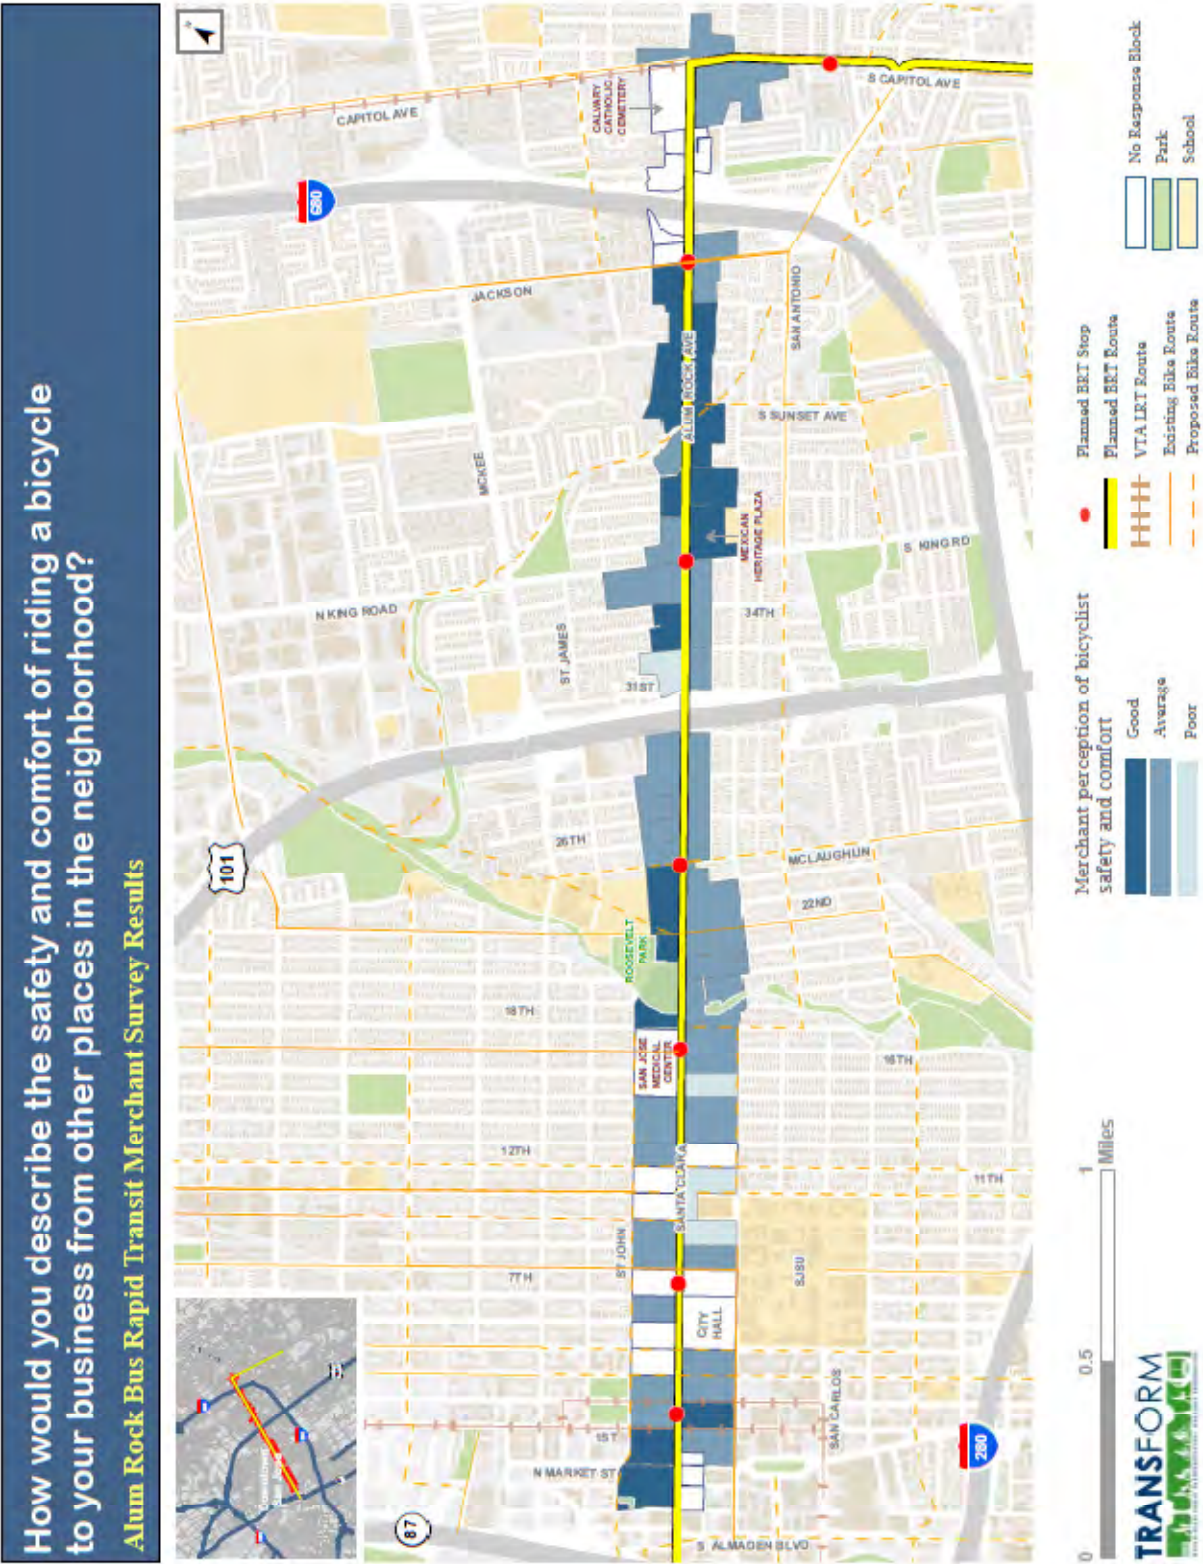 How would you describe the safety and comfort of riding a bicycle
to your business from other places in the neighborhood?
Alum Rock Bus Rapid Transit Merchant Survey Results
87
101
680
280
N
CAPITOL AVE
CALVARY
CATHOLIC
CEMETERY
S CAPITOL AVE
JACKSON
SAN ANTONIO
ALUM ROCK AVE
S SUNSET AVE
MCKEE
MEXICAN
HERITAGE PLAZA
S KING RD
N KING ROAD
34TH
ST JAMES
31ST
26TH
MCLAUGHLIN
22ND
ROOSEVELT
PARK
18TH
SAN JOSE
MEDICAL
CENTER
16TH
12TH
SANTA CLARA
11TH
ST JOHN
7TH
SJSU
CITY
HALL
SAN CARLOS
1ST
N MARKET ST
S ALMADEN BLVD
0 0.5 1
Miles
TRANSFORM
Merchant perception of bicyclist
safety and comfort
Good
Average
Poor
Planned BRT Stop
Planned BRT Route
VTA LRT Route
Existing Bike Route
Proposed Bike Route
No Response Block
Park
School